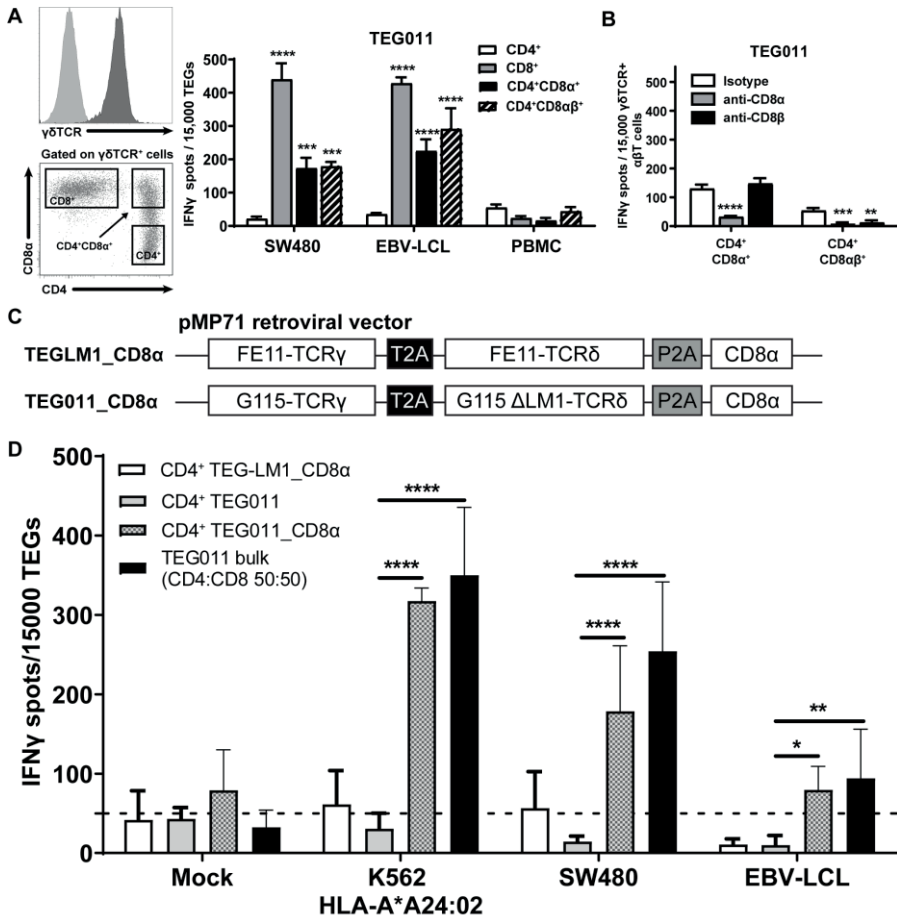 A
γδTCR
Gated on γδTCR⁺ cells
CD8⁺
CD4⁺CD8α⁺
CD4⁺
CD8α
CD4
TEG011
IFNγ spots / 15,000 TEGs
500
400
300
200
100
0
CD4⁺
CD8⁺
CD4⁺CD8α⁺
CD4⁺CD8αβ⁺
****
***
***
****
****
****
SW480
EBV-LCL
PBMC
B
TEG011
IFNγ spots / 15,000 γδTCR+
αβT cells
500
400
300
200
100
0
Isotype
anti-CD8α
anti-CD8β
****
***
**
CD4⁺
CD8α⁺
CD4⁺
CD8αβ⁺
C
pMP71 retroviral vector
TEGLM1_CD8α
FE11-TCRγ
T2A
FE11-TCRδ
P2A
CD8α
TEG011_CD8α
G115-TCRγ
T2A
G115 ΔLM1-TCRδ
P2A
CD8α
D
IFNγ spots/15000 TEGs
500
400
300
200
100
0
CD4⁺ TEG-LM1_CD8α
CD4⁺ TEG011
CD4⁺ TEG011_CD8α
TEG011 bulk
(CD4:CD8 50:50)
****
****
****
****
**
*
Mock
K562
HLA-A*A24:02
SW480
EBV-LCL